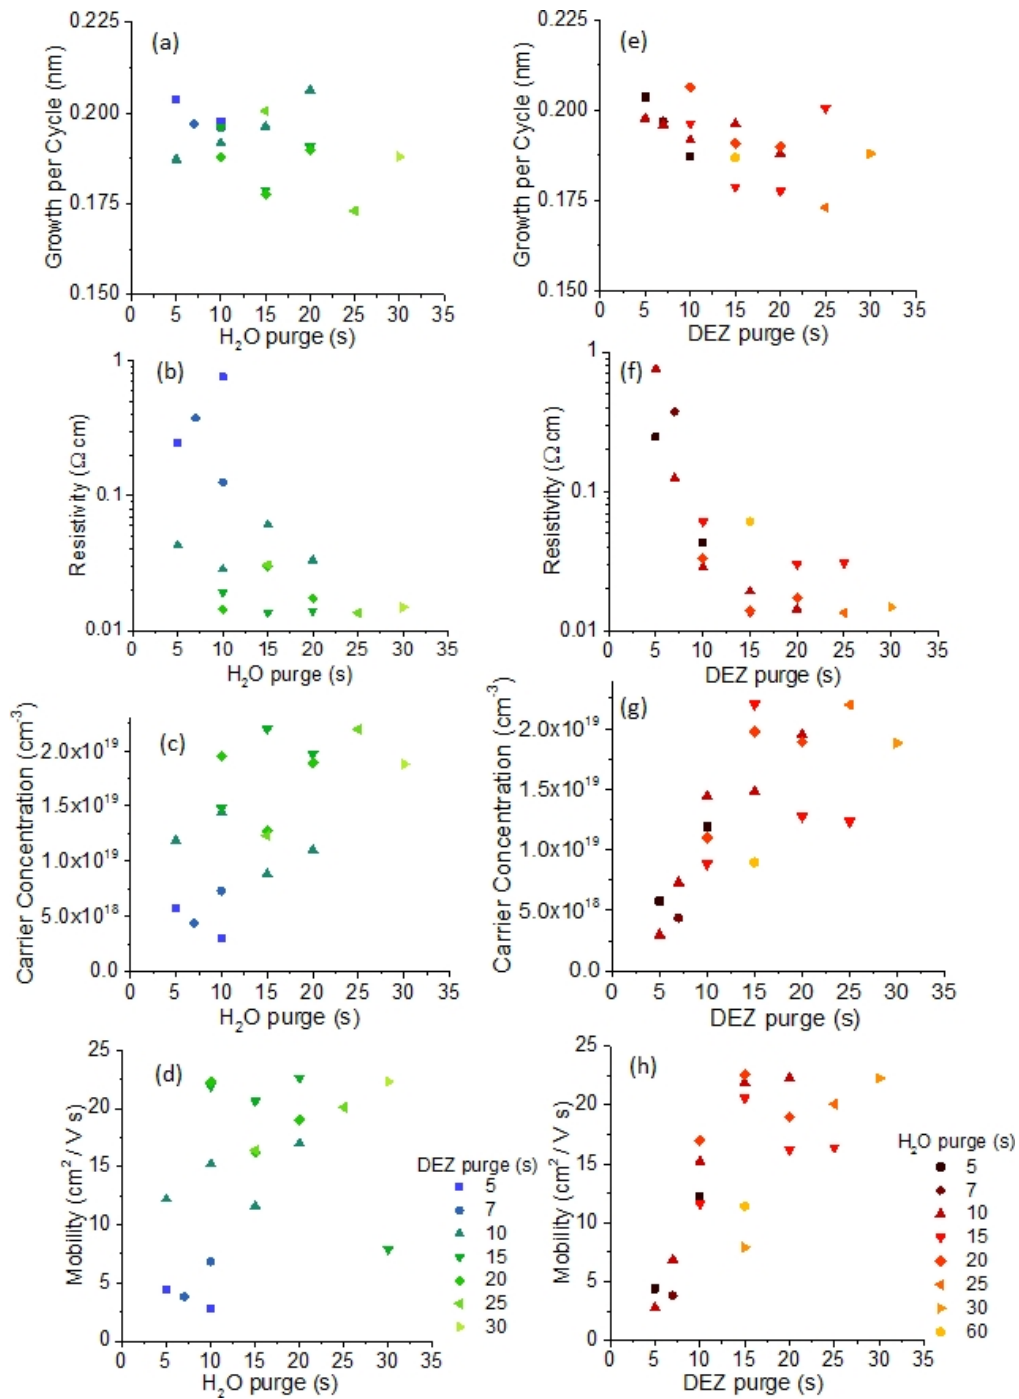 (a)
Growth per Cycle (nm)
0.225
0.200
0.175
0.150
0 5 10 15 20 25 30 35
H₂O purge (s)
(e)
Growth per Cycle (nm)
0.225
0.200
0.175
0.150
0 5 10 15 20 25 30 35
DEZ purge (s)
(b)
Resistivity (Ω cm)
1
0.1
0.01
0 5 10 15 20 25 30 35
H₂O purge (s)
(f)
Resistivity (Ω cm)
1
0.1
0.01
0 5 10 15 20 25 30 35
DEZ purge (s)
(c)
Carrier Concentration (cm⁻³)
2.0x10¹⁹
1.5x10¹⁹
1.0x10¹⁹
5.0x10¹⁸
0.0
0 5 10 15 20 25 30 35
H₂O purge (s)
(g)
Carrier Concentration (cm⁻³)
2.0x10¹⁹
1.5x10¹⁹
1.0x10¹⁹
5.0x10¹⁸
0.0
0 5 10 15 20 25 30 35
DEZ purge (s)
(d)
Mobility (cm² / V s)
25
20
15
10
5
0
0 5 10 15 20 25 30 35
H₂O purge (s)
DEZ purge (s)
5
7
10
15
20
25
30
(h)
Mobility (cm² / V s)
25
20
15
10
5
0
0 5 10 15 20 25 30 35
DEZ purge (s)
H₂O purge (s)
5
7
10
15
20
25
30
60